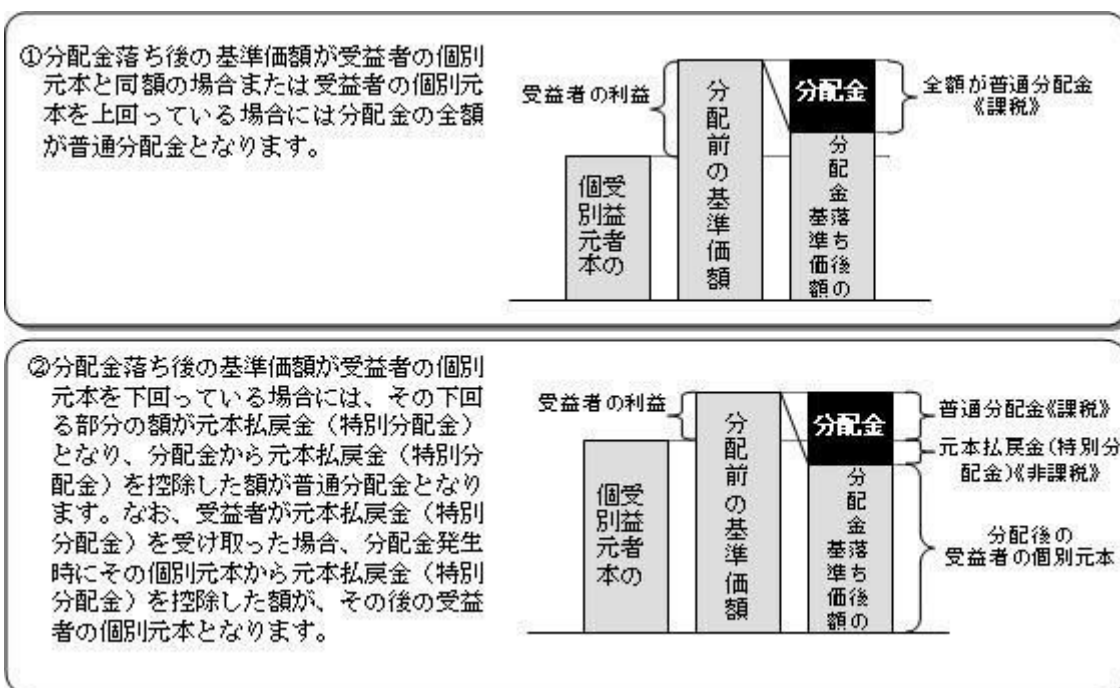 ①分配金落ち後の基準価額が受益者の個別
元本と同額の場合または受益者の個別元
本を上回っている場合には分配金の全額
が普通分配金となります。
受益者の利益
受益者の
個別元本
分配前の基準価額
分配金
分配金落ち後の
基準価額
全額が普通分配金
《課税》
②分配金落ち後の基準価額が受益者の個別
元本を下回っている場合には、その下回
る部分の額が元本払戻金（特別分配金）
となり、分配金から元本払戻金（特別分
配金）を控除した額が普通分配金となり
ます。なお、受益者が元本払戻金（特別
分配金）を受け取った場合、分配金発生
時にその個別元本から元本払戻金（特別
分配金）を控除した額が、その後の受益
者の個別元本となります。
受益者の利益
受益者の
個別元本
分配前の基準価額
分配金
分配金落ち後の
基準価額
普通分配金《課税》
元本払戻金(特別分
配金)《非課税》
分配後の
受益者の個別元本